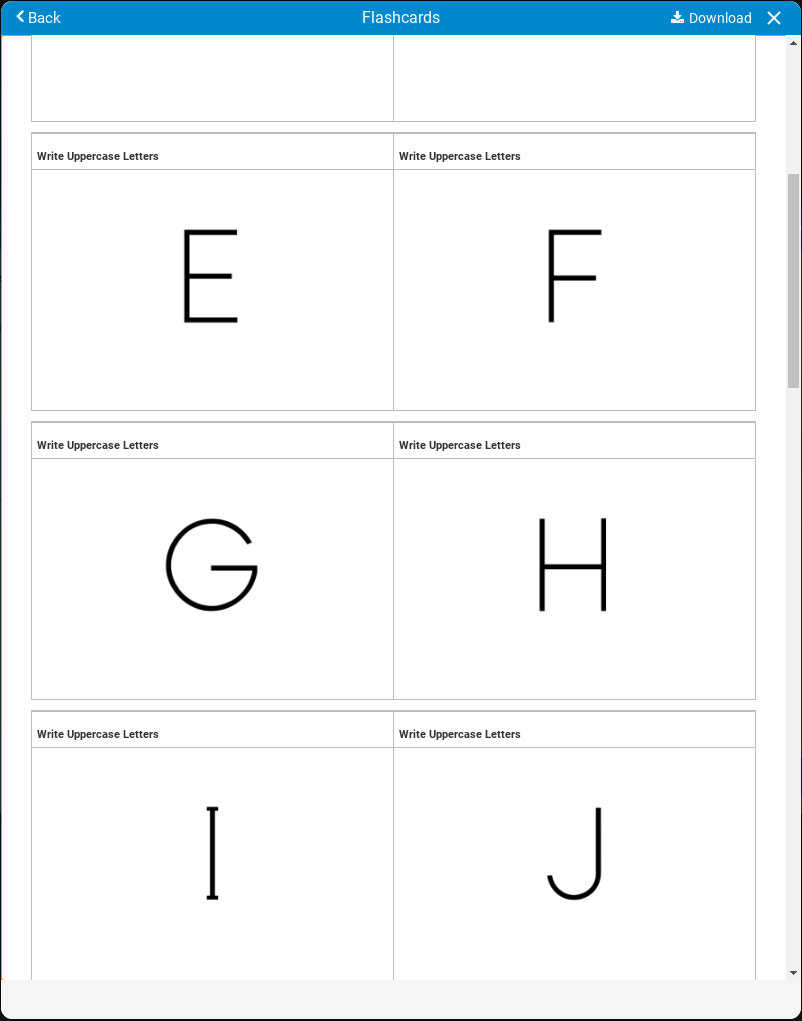 Back Flashcards Download
Write Uppercase Letters Write Uppercase Letters
E F
Write Uppercase Letters Write Uppercase Letters
G H
Write Uppercase Letters Write Uppercase Letters
I J